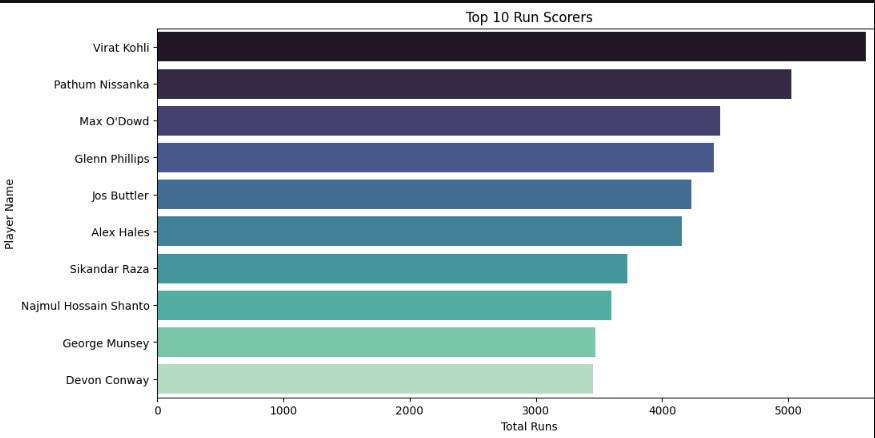 Top 10 Run Scorers
Player Name
Virat Kohli
Pathum Nissanka
Max O'Dowd
Glenn Phillips
Jos Buttler
Alex Hales
Sikandar Raza
Najmul Hossain Shanto
George Munsey
Devon Conway
0 1000 2000 3000 4000 5000
Total Runs